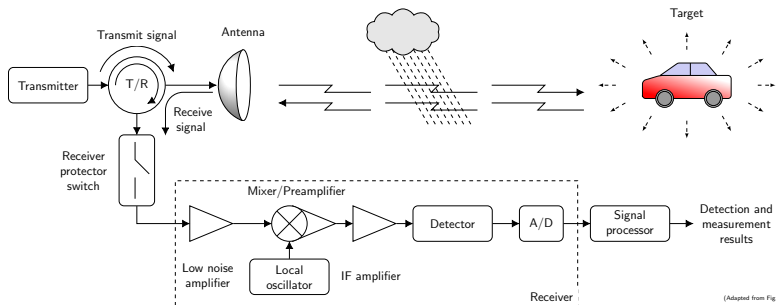 Transmit signal
Antenna
Target
Transmitter
T/R
Receive
signal
Receiver
protector
switch
Mixer/Preamplifier
Detector
A/D
Signal
processor
Detection and
measurement
results
Low noise
amplifier
Local
oscillator
IF amplifier
Receiver
(Adapted from Fig.